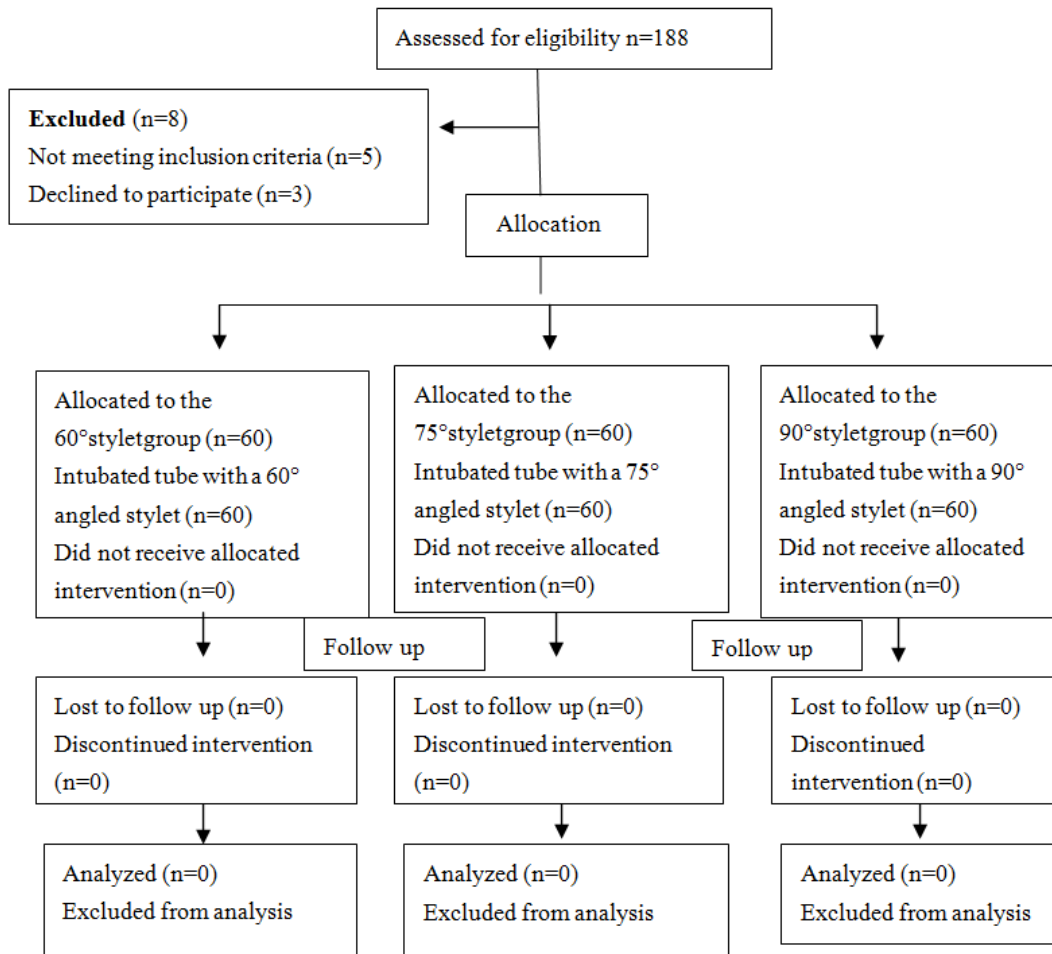 Assessed for eligibility n=188
Excluded (n=8)
Not meeting inclusion criteria (n=5)
Declined to participate (n=3)
Allocation
Allocated to the
60°styletgroup (n=60)
Intubated tube with a 60°
angled stylet (n=60)
Did not receive allocated
intervention (n=0)
Allocated to the
75°styletgroup (n=60)
Intubated tube with a 75°
angled stylet (n=60)
Did not receive allocated
intervention (n=0)
Allocated to the
90°styletgroup (n=60)
Intubated tube with a 90°
angled stylet (n=60)
Did not receive allocated
intervention (n=0)
Follow up
Follow up
Lost to follow up (n=0)
Discontinued intervention
(n=0)
Lost to follow up (n=0)
Discontinued intervention
(n=0)
Lost to follow up (n=0)
Discontinued
intervention (n=0)
Analyzed (n=0)
Excluded from analysis
Analyzed (n=0)
Excluded from analysis
Analyzed (n=0)
Excluded from analysis